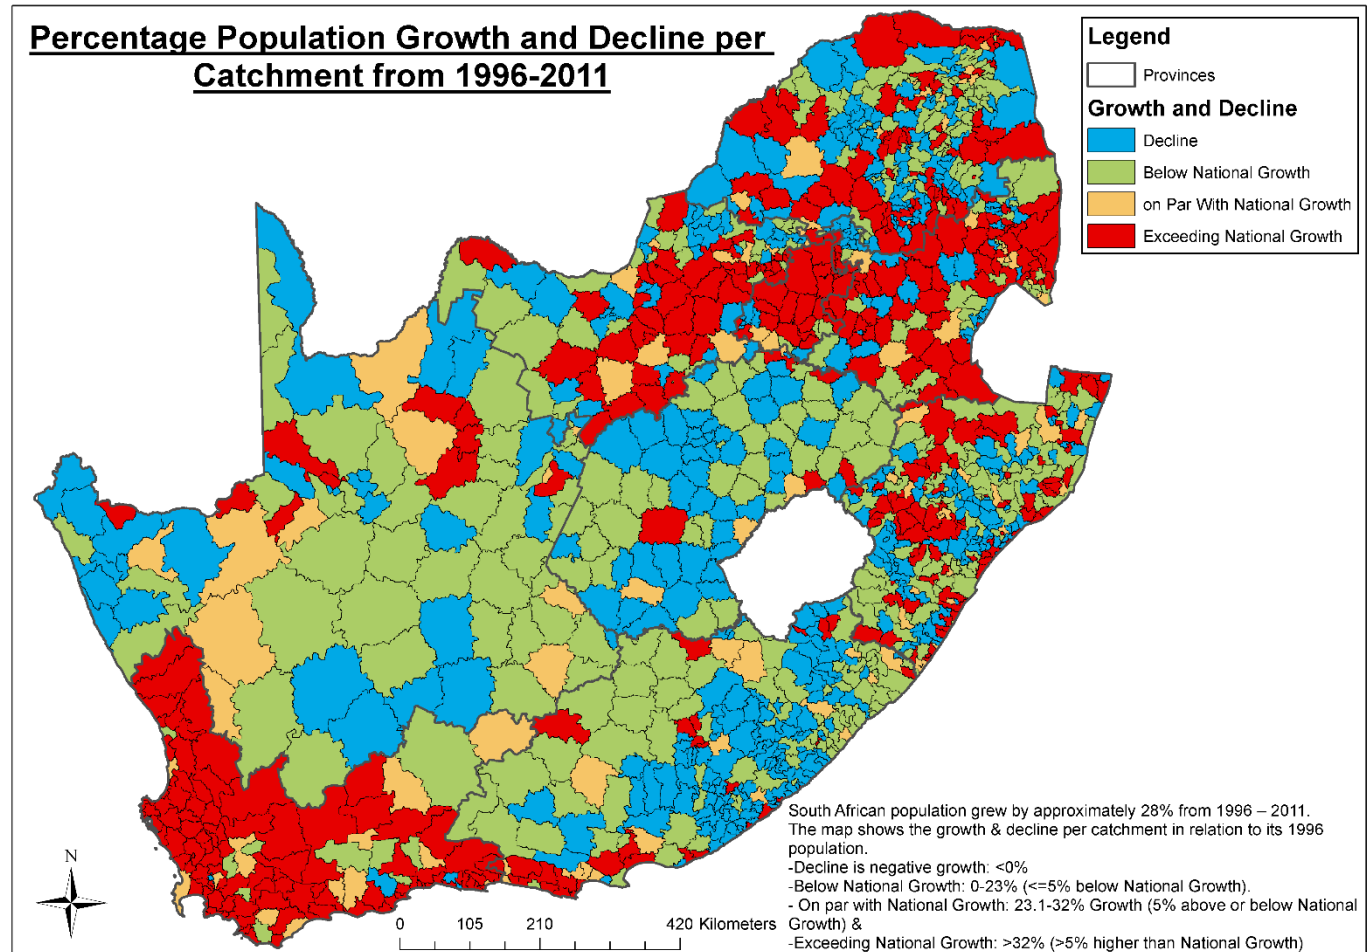 Percentage Population Growth and Decline per
Catchment from 1996-2011
Legend
Provinces
Growth and Decline
Decline
Below National Growth
on Par With National Growth
Exceeding National Growth
South African population grew by approximately 28% from 1996 – 2011.
The map shows the growth & decline per catchment in relation to its 1996
population.
-Decline is negative growth: <0%
-Below National Growth: 0-23% (<=5% below National Growth).
- On par with National Growth: 23.1-32% Growth (5% above or below National
Growth) &
-Exceeding National Growth: >32% (>5% higher than National Growth)
N
0 105 210 420 Kilometers